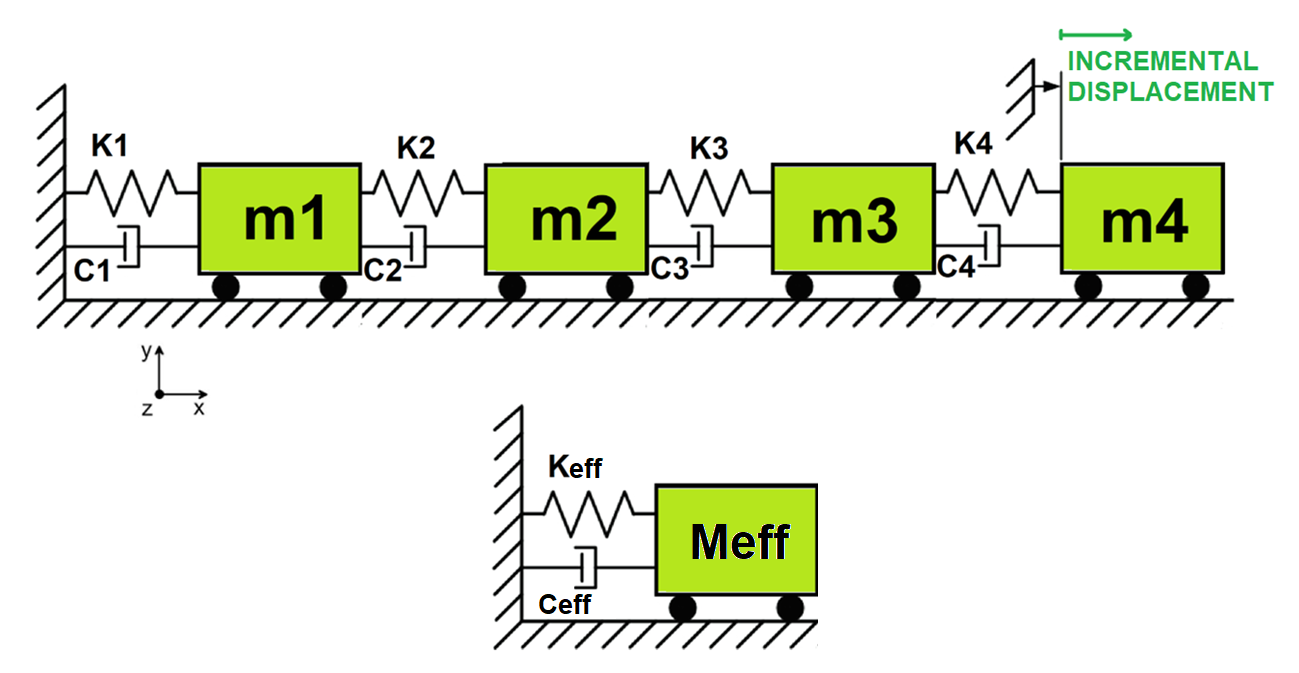 INCREMENTAL
DISPLACEMENT
K1
K2
K3
K4
m1
m2
m3
m4
C1
C2
C3
C4
y
z
x
Keff
Meff
Ceff